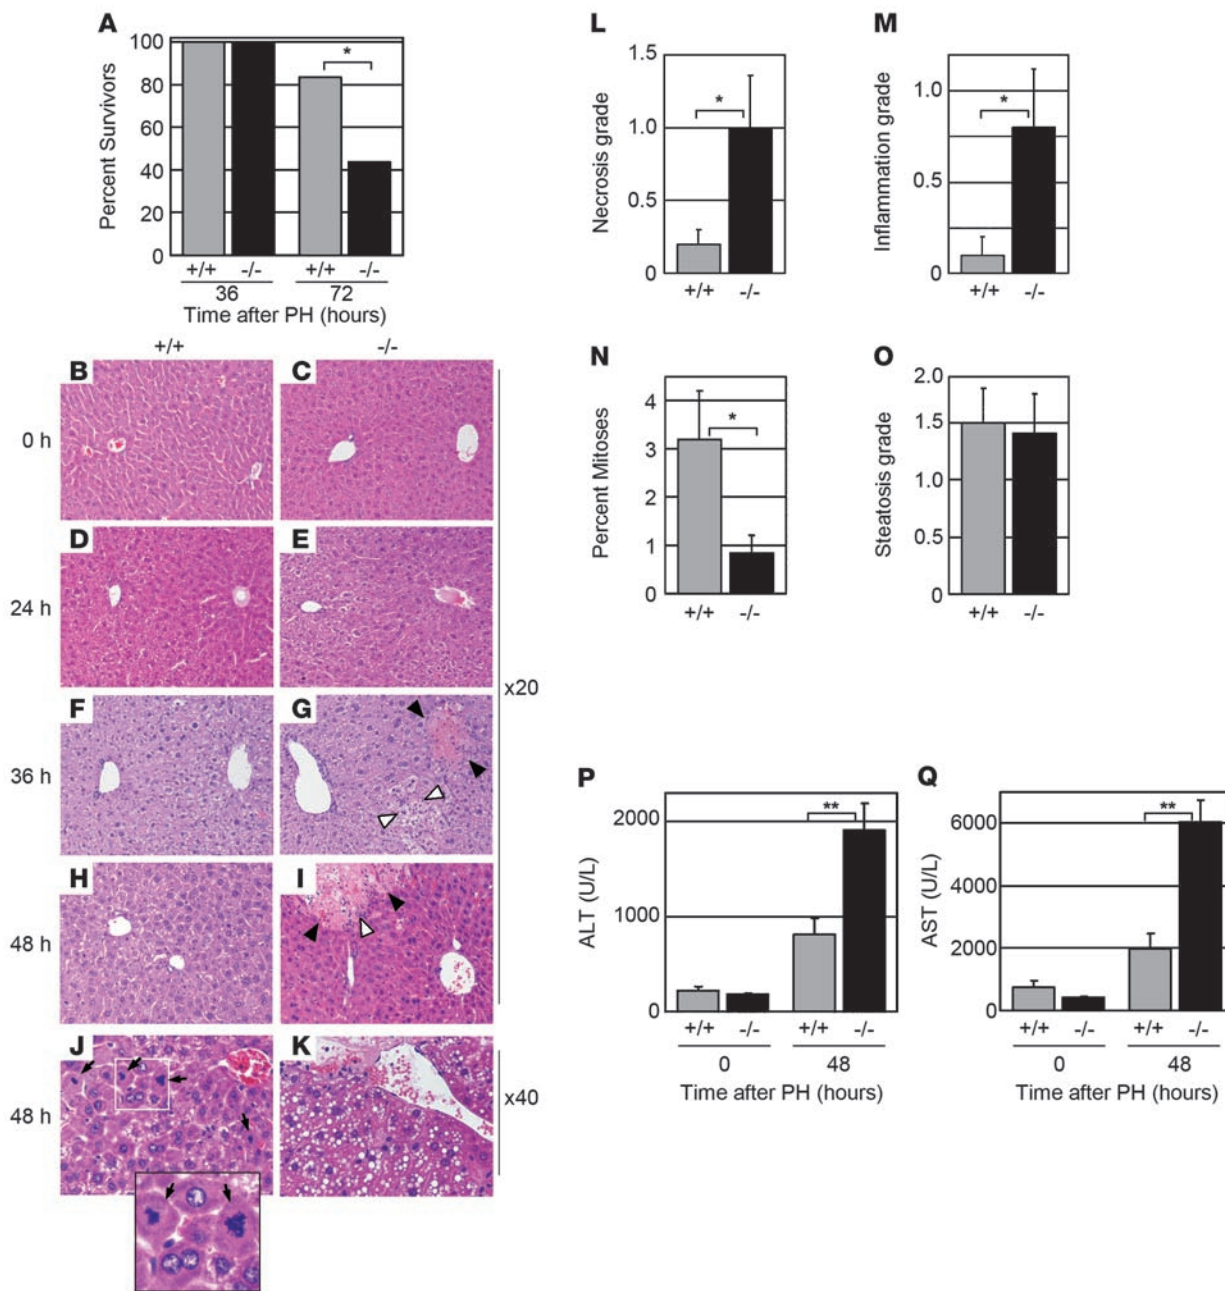 A
100
80
60
40
20
0
Percent Survivors
*
+/+ -/- +/+ -/-
36 72
Time after PH (hours)
+/+ -/-
B C
0 h
D E
24 h
F G
36 h
H I
48 h
x20
J K
48 h
x40
L
1.5
1.0
0.5
0
Necrosis grade
*
+/+ -/-
M
1.0
0.5
0
Inflammation grade
*
+/+ -/-
N
4
3
2
1
0
Percent Mitoses
*
+/+ -/-
O
2.0
1.5
1.0
0.5
0
Steatosis grade
+/+ -/-
P
2000
1000
0
ALT (U/L)
**
+/+ -/- +/+ -/-
0 48
Time after PH (hours)
Q
6000
4000
2000
0
AST (U/L)
**
+/+ -/- +/+ -/-
0 48
Time after PH (hours)